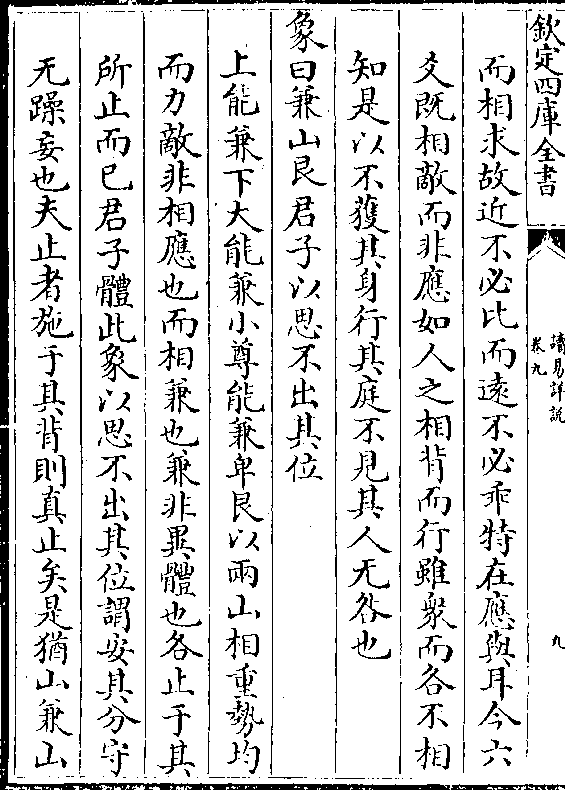 欽定四庫全書
讀易詳說
卷九
九
而相求故近不必比而遠不必乖特在應與耳今六
爻既相敵而非應如人之相背而行雖衆而各不相
知是以不獲其身行其庭不見其人无咎也
象曰兼山艮君子以思不出其位
上能兼下大能兼小尊能兼卑艮以兩山相重勢均
而力敵非相應也而相兼也兼非異體也各止于其
所止而已君子體此象以思不出其位謂安其分守
无躁妄也夫止者施于其背則真止矣是猶山兼山